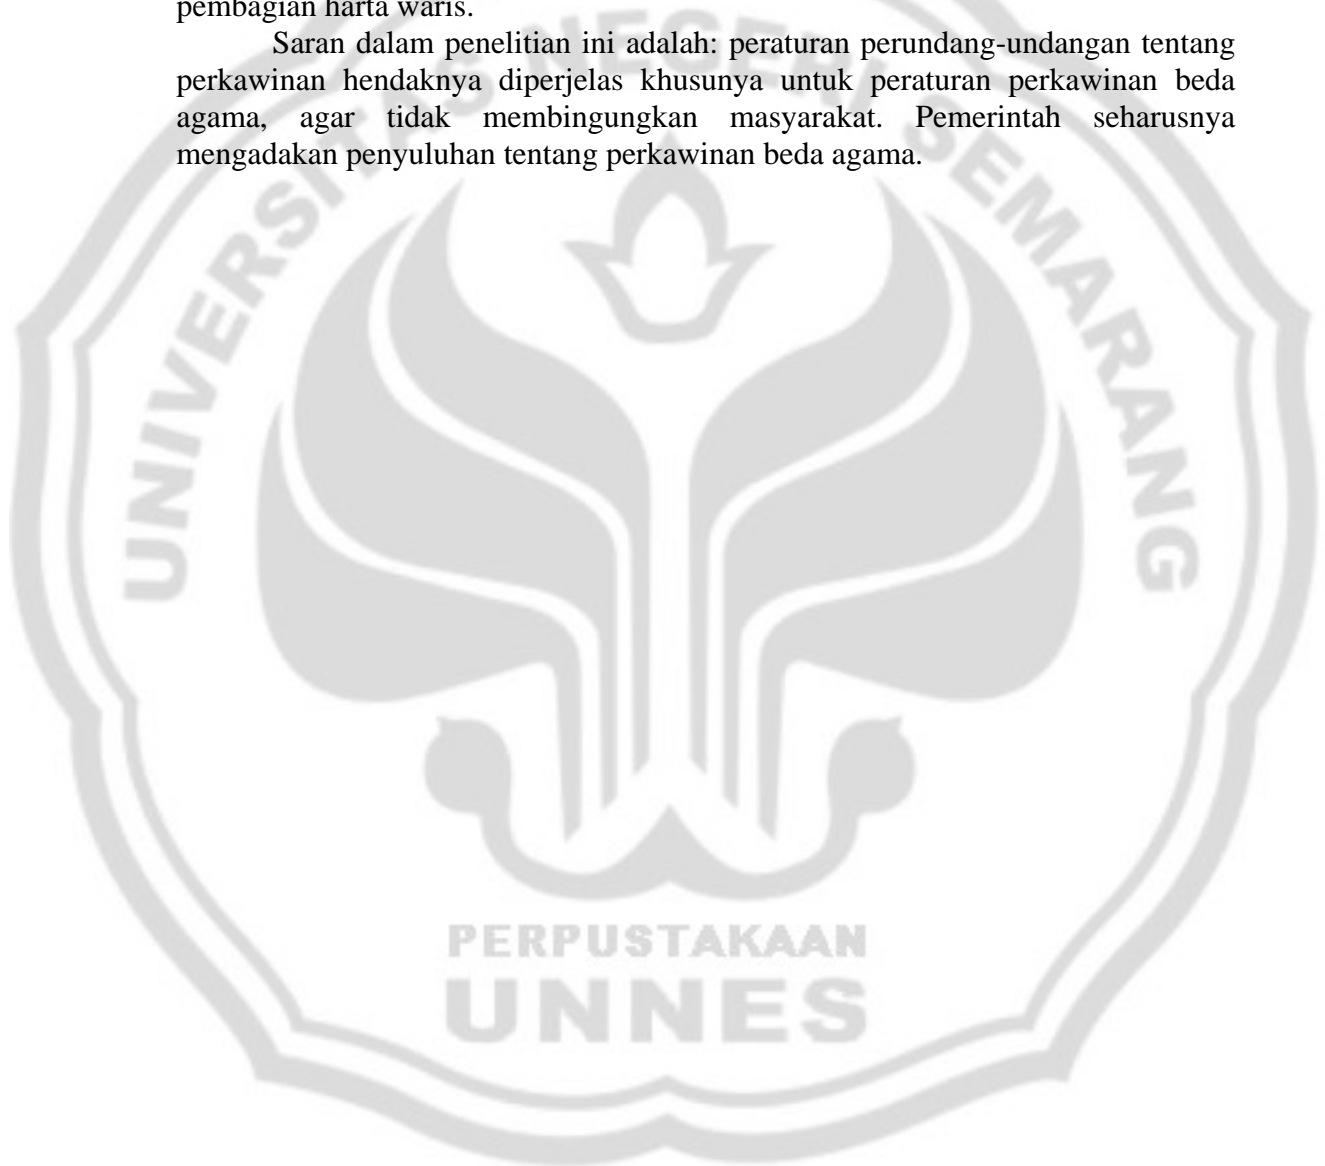 pembagian harta waris.
Saran dalam penelitian ini adalah: peraturan perundang-undangan tentang
perkawinan hendaknya diperjelas khusunya untuk peraturan perkawinan beda
agama, agar tidak membingungkan masyarakat. Pemerintah seharusnya
mengadakan penyuluhan tentang perkawinan beda agama.
UNIVERSITAS NEGERI SEMARANG
PERPUSTAKAAN
UNNES